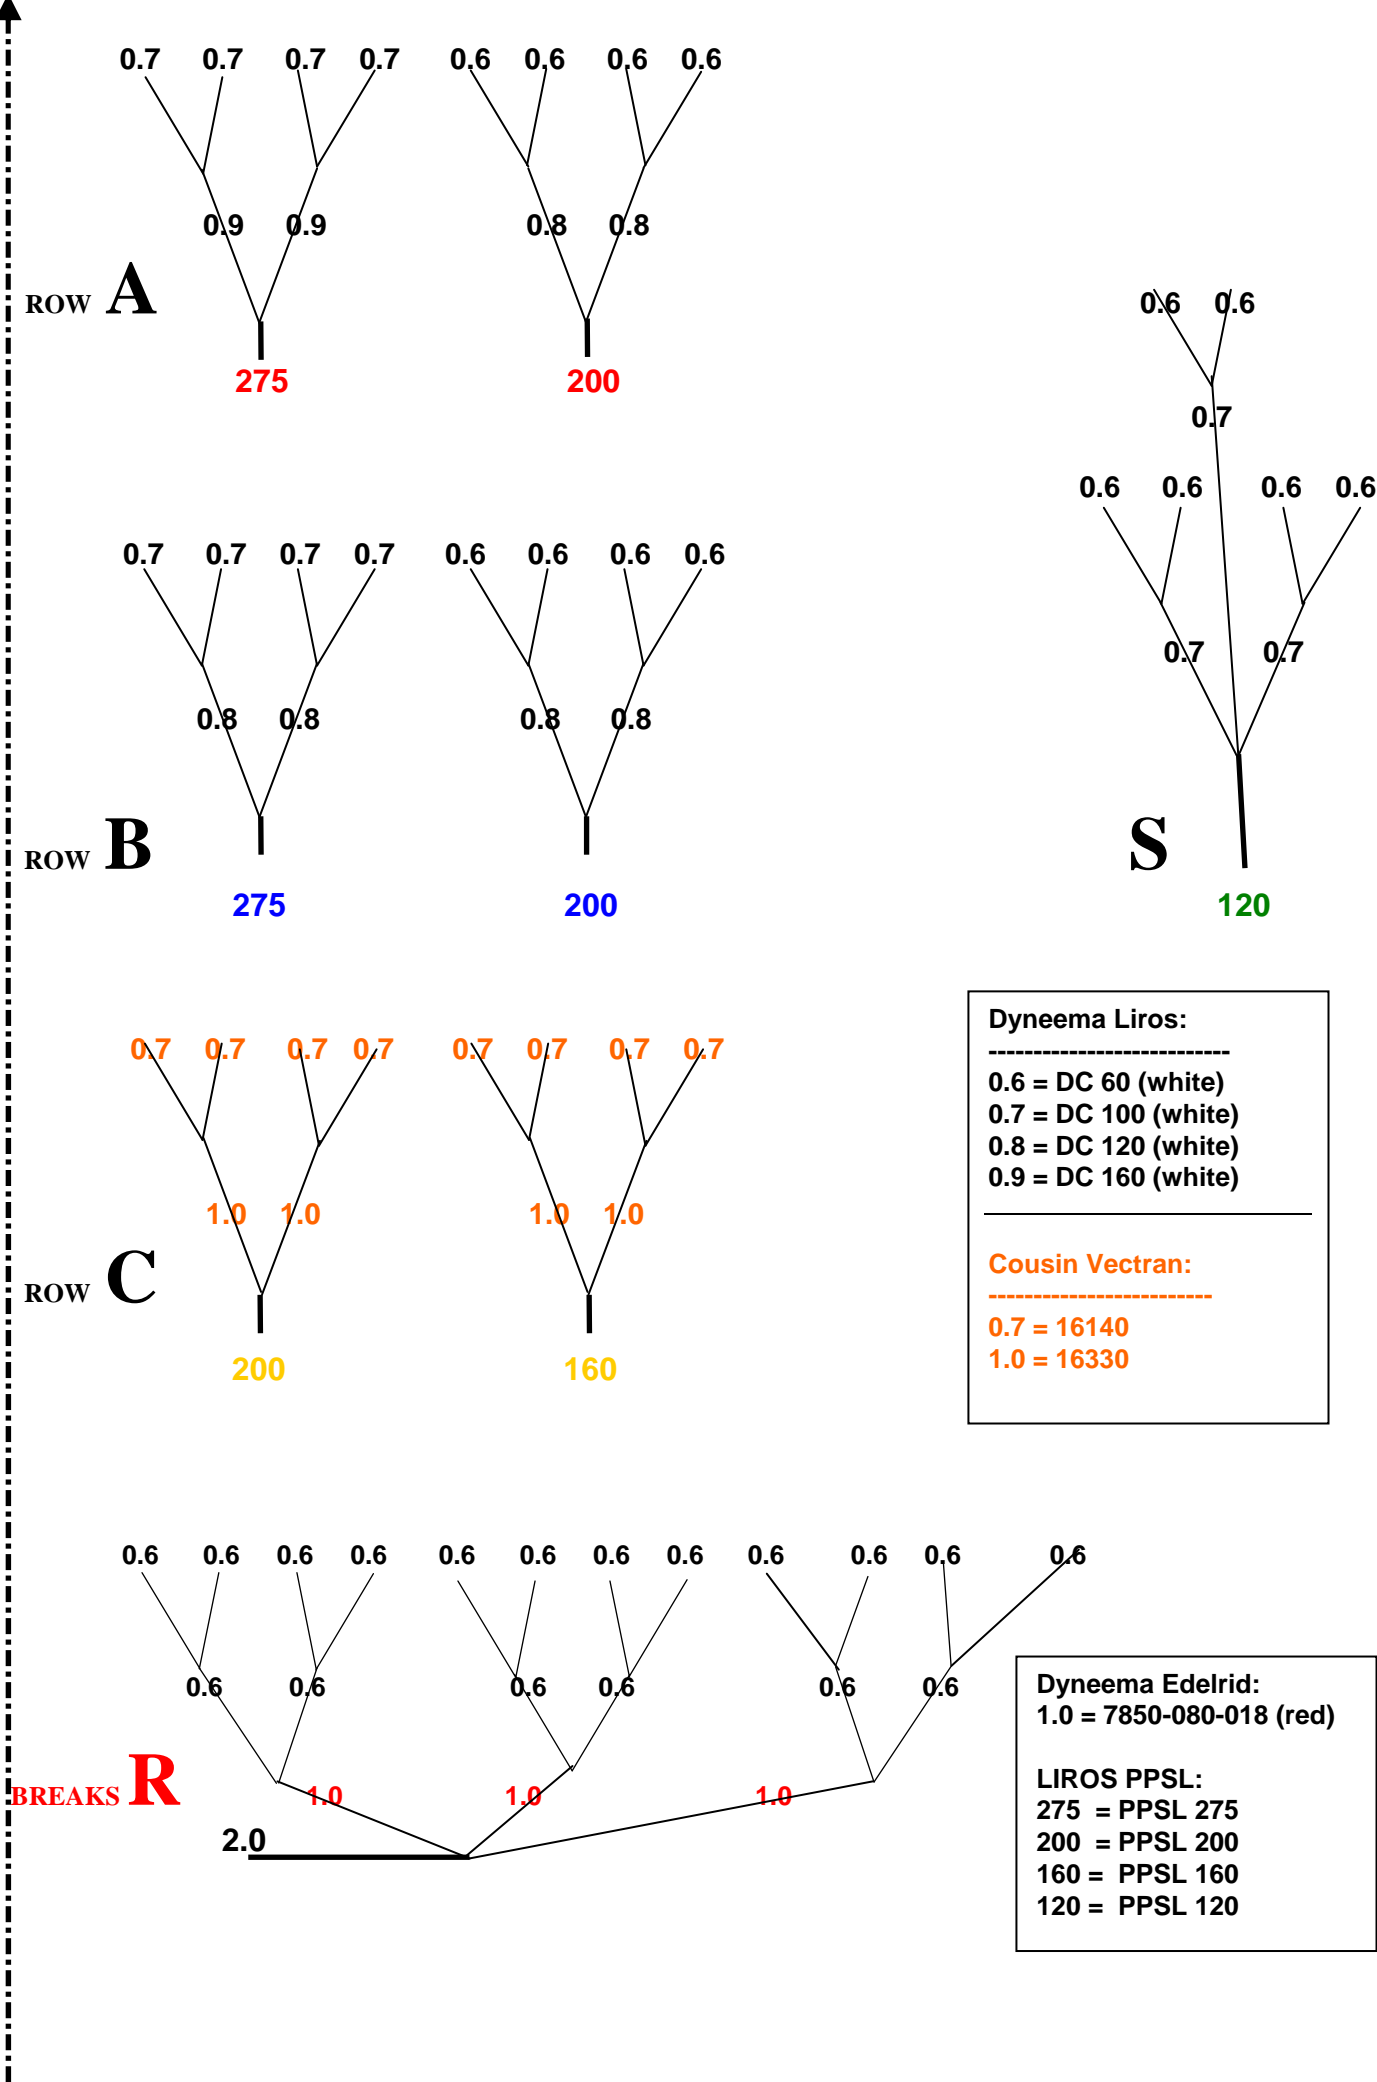 0.7 0.7 0.7 0.7 0.6 0.6 0.6 0.6
0.9 0.9 0.8 0.8
ROW A
275 200
0.6 0.6
0.7
0.6 0.6 0.6 0.6
0.7 0.7
S
120
0.7 0.7 0.7 0.7 0.6 0.6 0.6 0.6
0.8 0.8 0.8 0.8
ROW B
275 200
0.7 0.7 0.7 0.7 0.7 0.7 0.7 0.7
1.0 1.0 1.0 1.0
ROW C
200 160
Dyneema Liros:
---------------------------
0.6 = DC 60 (white)
0.7 = DC 100 (white)
0.8 = DC 120 (white)
0.9 = DC 160 (white)
Cousin Vectran:
-------------------------
0.7 = 16140
1.0 = 16330
0.6 0.6 0.6 0.6 0.6 0.6 0.6 0.6 0.6 0.6 0.6 0.6
0.6 0.6 0.6 0.6 0.6 0.6
BREAKS R
1.0 1.0 1.0
2.0
Dyneema Edelrid:
1.0 = 7850-080-018 (red)
LIROS PPSL:
275 = PPSL 275
200 = PPSL 200
160 = PPSL 160
120 = PPSL 120